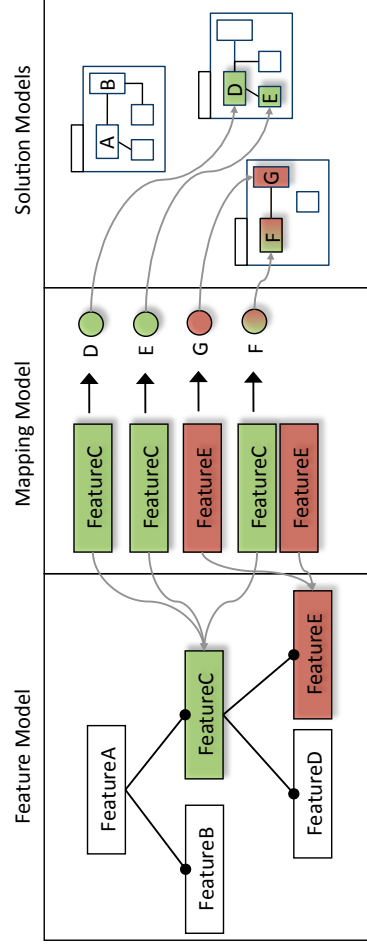 Feature Model
Mapping Model
Solution Models
FeatureA
FeatureB
FeatureC
FeatureD
FeatureE
FeatureC
D
FeatureC
E
FeatureE
G
FeatureC
FeatureE
F
A
B
D
E
F
G